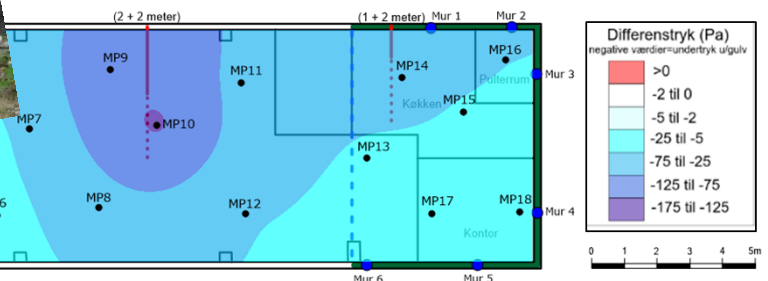 (2 + 2 meter)
(1 + 2 meter)
Mur 1
Mur 2
MP9
MP11
MP14
MP16
Mur 3
Pulterrum
Køkken
MP15
MP7
MP10
MP13
6
MP8
MP12
MP17
MP18
Mur 4
Kontor
Mur 6
Mur 5
Differenstryk (Pa)
negative værdier=undertryk u/gulv
>0
-2 til 0
-5 til -2
-25 til -5
-75 til -25
-125 til -75
-175 til -125
0 1 2 3 4 5m